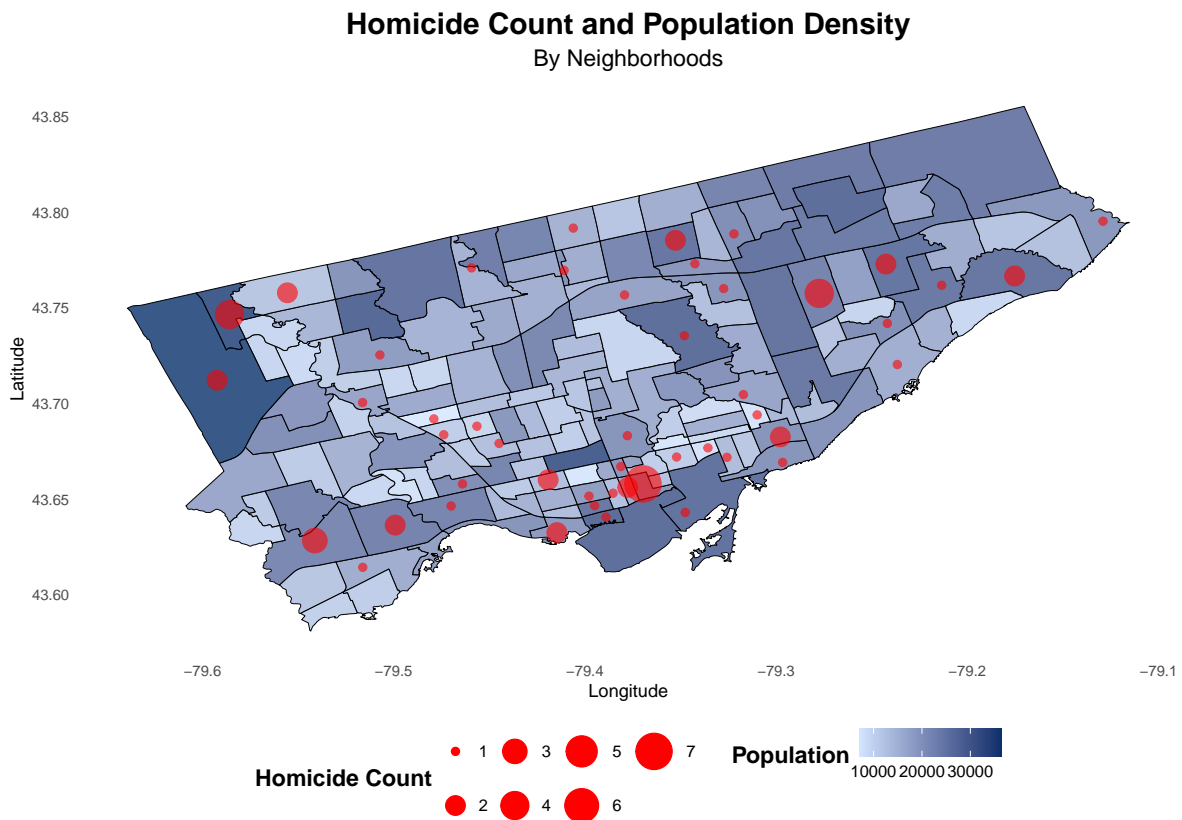 Homicide Count and Population Density
By Neighborhoods
43.85
43.80
43.75
43.70
43.65
43.60
Latitude
−79.6 −79.5 −79.4 −79.3 −79.2 −79.1
Longitude
Homicide Count
1 3 5 7
2 4 6
Population
10000 20000 30000